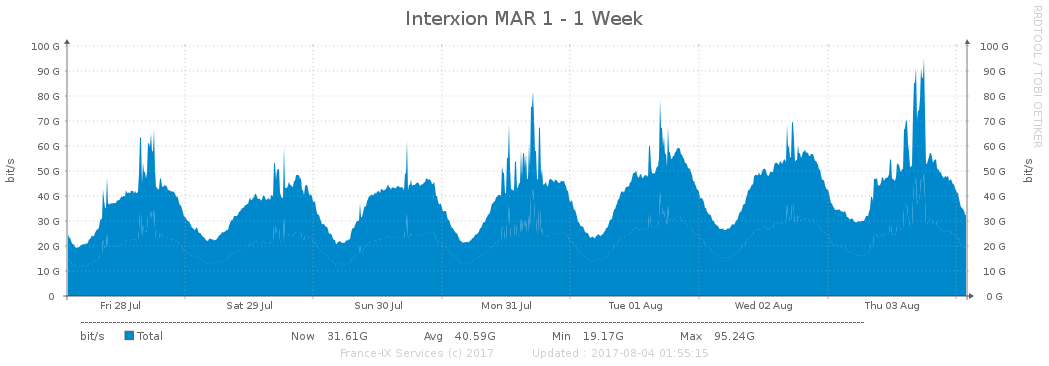 Interxion MAR 1 - 1 Week
RRDTOOL / TOBI OETIKER
bit/s
bit/s
100 G 100 G
90 G 90 G
80 G 80 G
70 G 70 G
60 G 60 G
50 G 50 G
40 G 40 G
30 G 30 G
20 G 20 G
10 G 10 G
0 0 G
Fri 28 Jul Sat 29 Jul Sun 30 Jul Mon 31 Jul Tue 01 Aug Wed 02 Aug Thu 03 Aug
bit/s Total Now 31.61G Avg 40.59G Min 19.17G Max 95.24G
France-IX Services (c) 2017 Updated : 2017-08-04 01:55:15